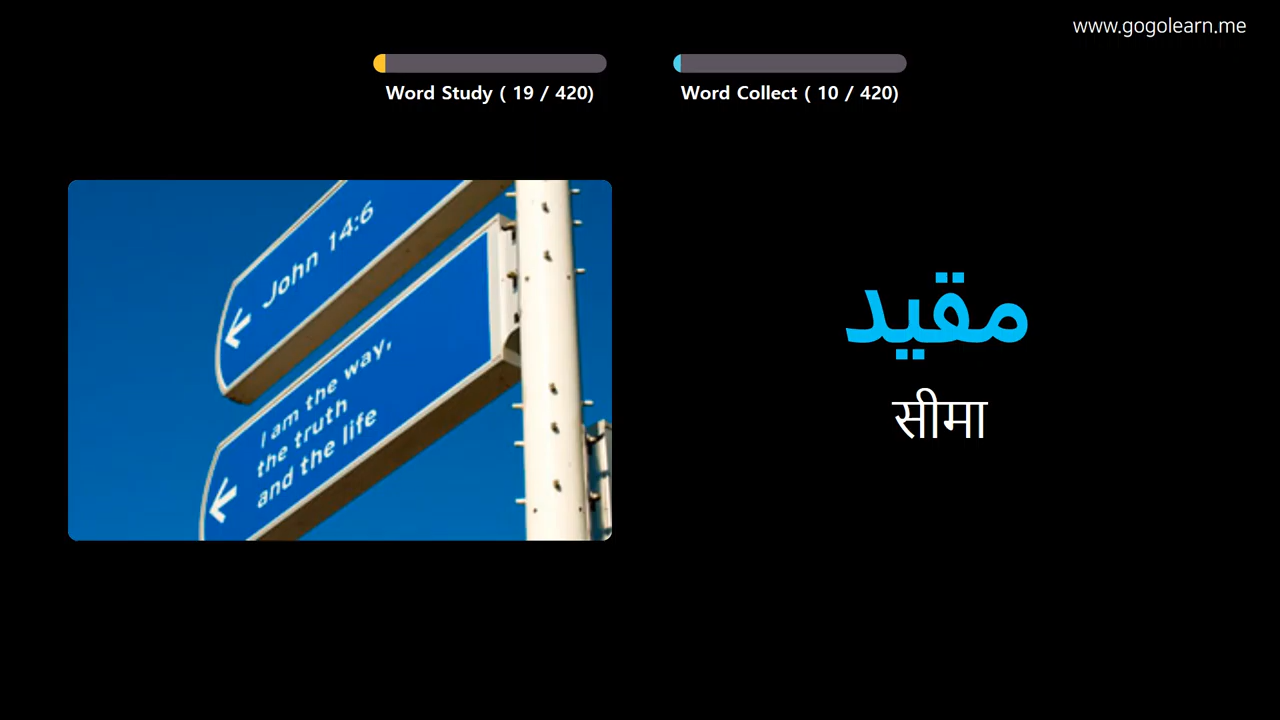 www.gogolearn.me
Word Study ( 19 / 420)
Word Collect ( 10 / 420)
John 14:6
I am the way,
the truth
and the life
مقيد
सीमा